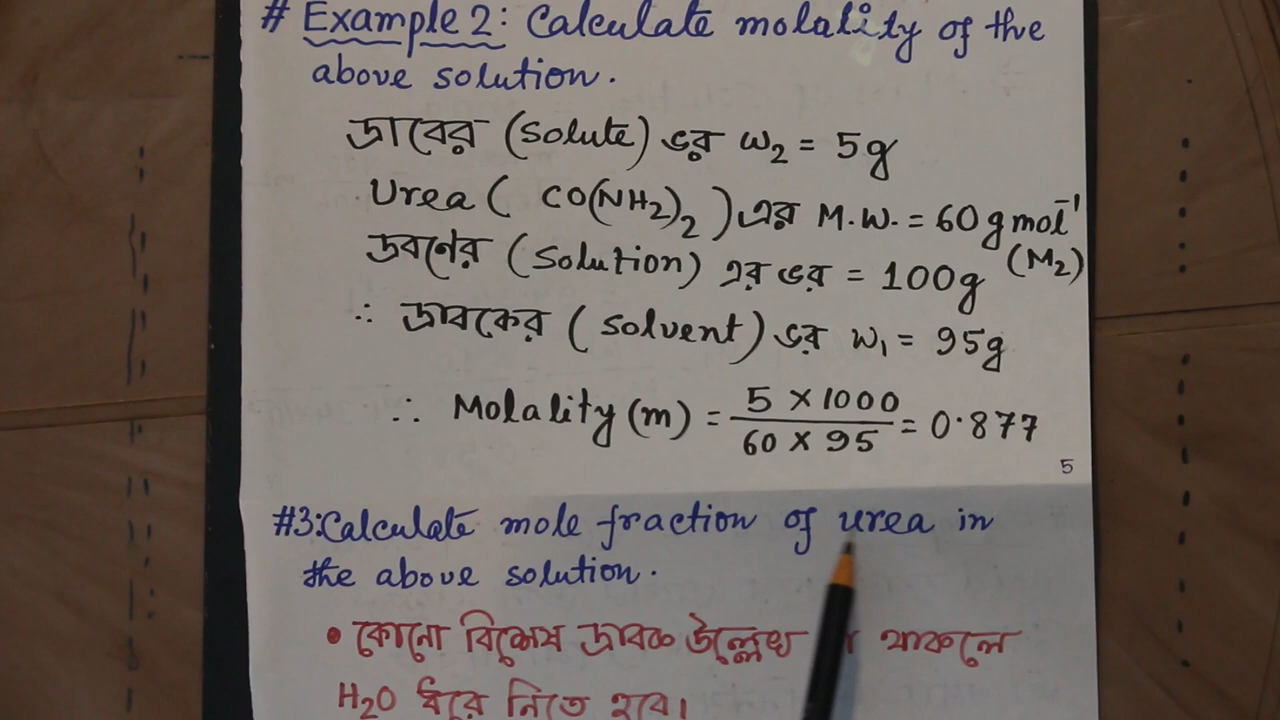 # Example 2: Calculate molality of the
above solution.
দ্রাবের (Solute) ভর w₂ = 5g
Urea ( CO(NH₂)₂ ) এর M.W. = 60 g mol⁻¹
(M₂)
দ্রবণের (Solution) এর ভর = 100g
∴ দ্রাবকের (Solvent) ভর w₁ = 95g
∴ Molality (m) = 5 × 1000 / 60 × 95 = 0.877
5
#3: Calculate mole fraction of urea in
the above solution.
• কোনো বিশেষ দ্রাবক উল্লেখ থাকলে
H₂O ধরে নিতে হবে।